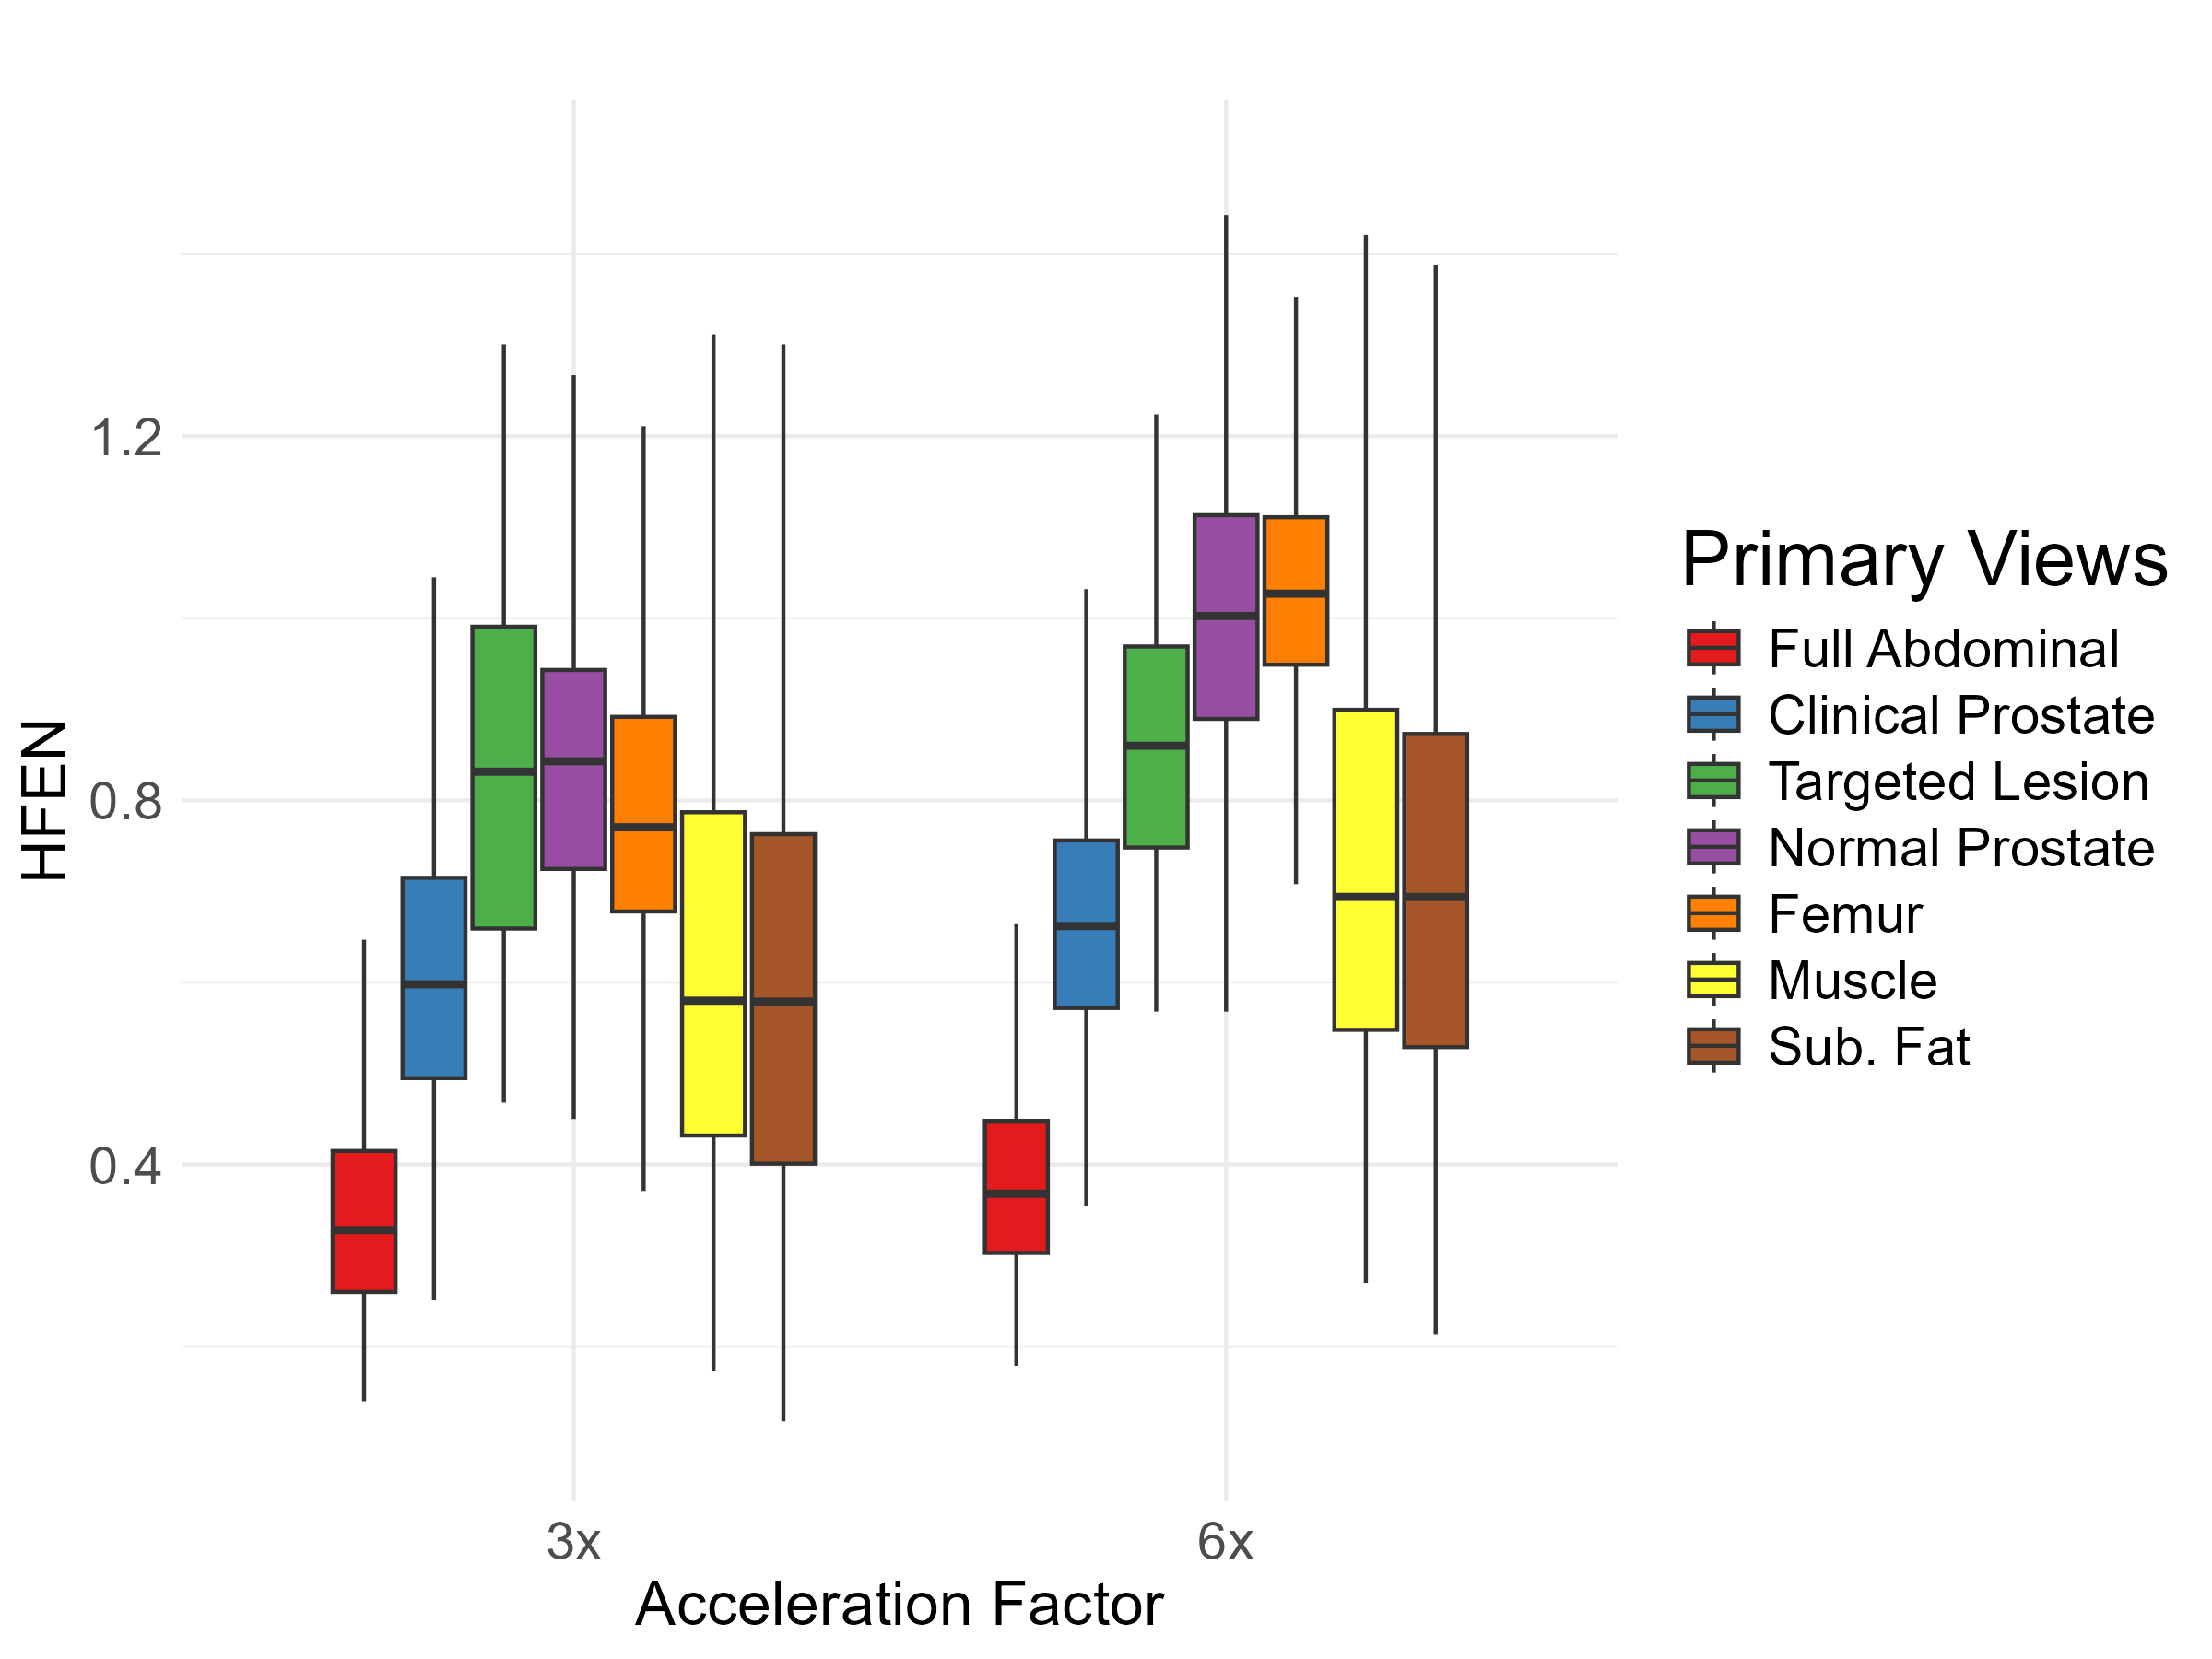 HFEN
1.2
0.8
0.4
3x
6x
Acceleration Factor
Primary Views
Full Abdominal
Clinical Prostate
Targeted Lesion
Normal Prostate
Femur
Muscle
Sub. Fat